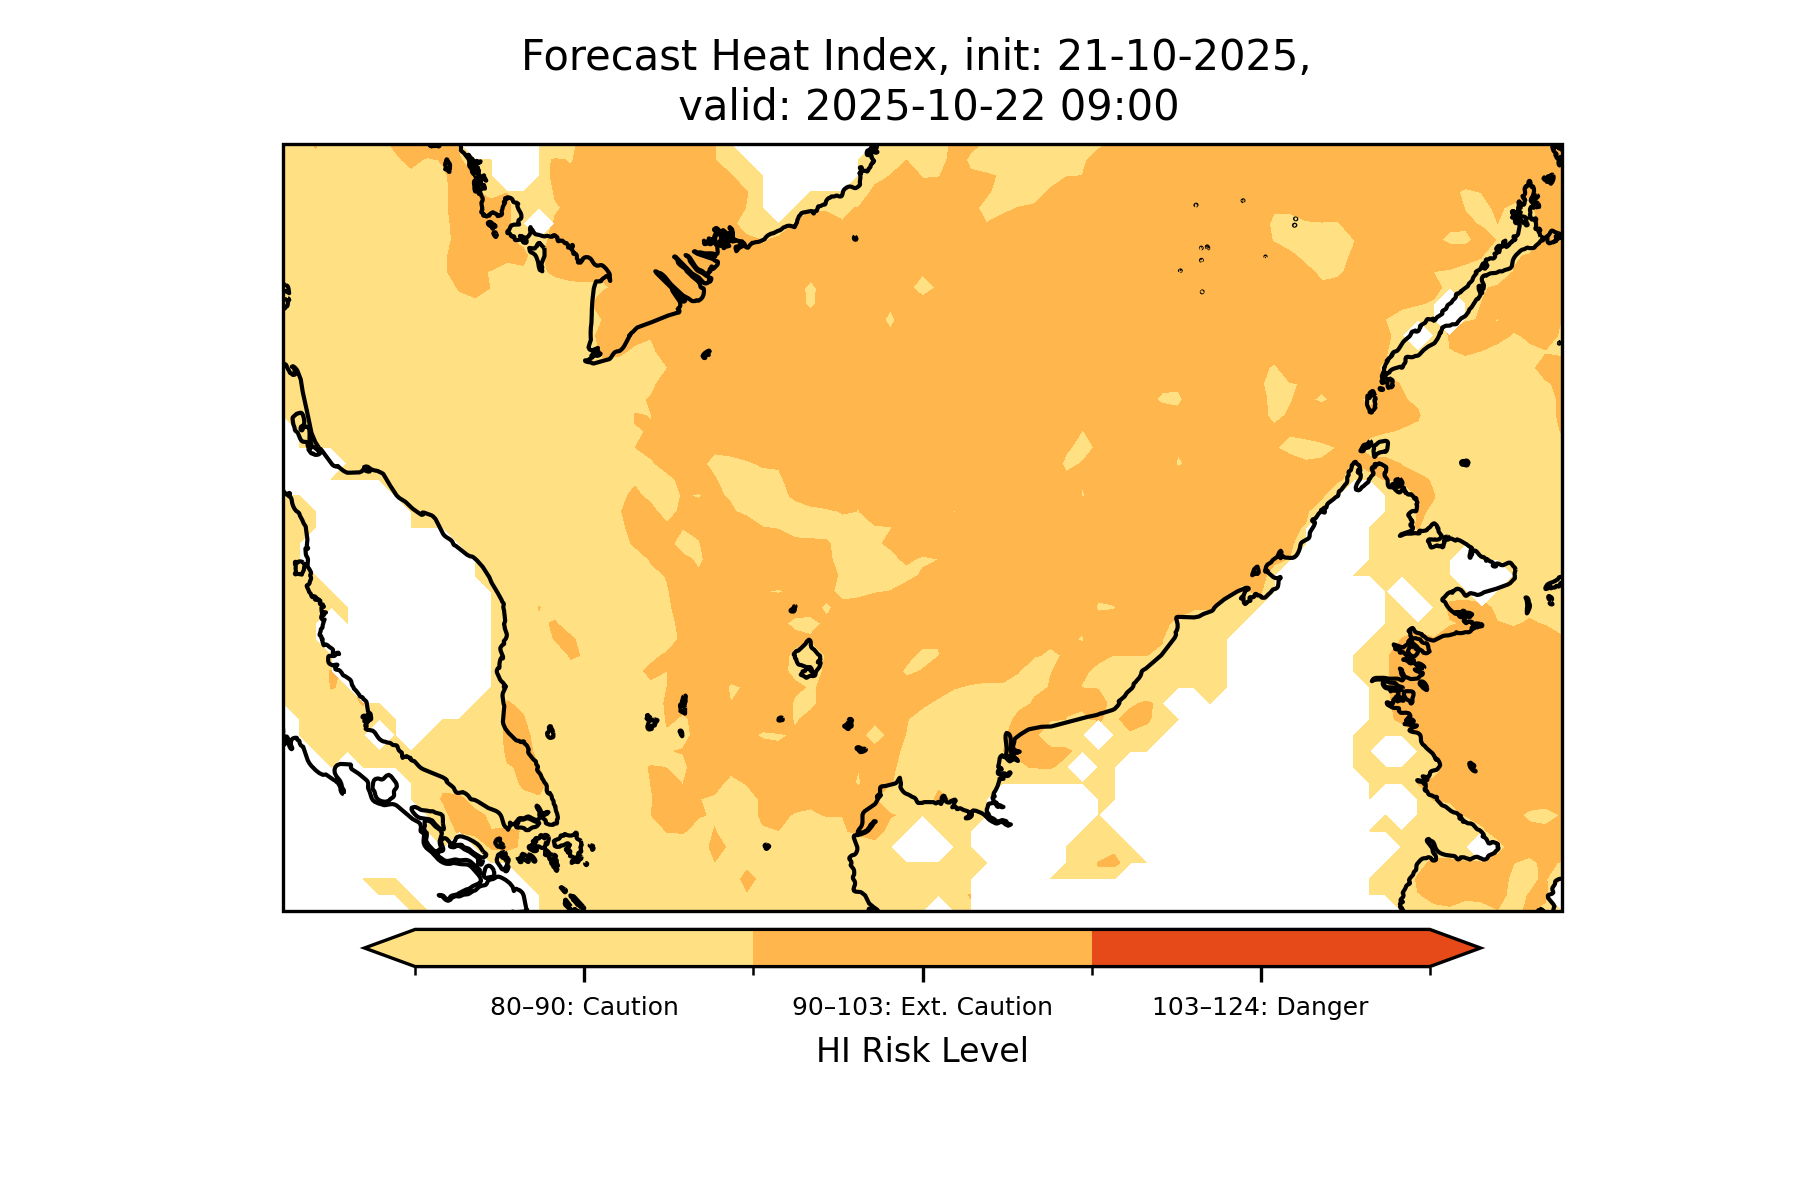 Forecast Heat Index, init: 21-10-2025,
valid: 2025-10-22 09:00
80–90: Caution
90–103: Ext. Caution
103–124: Danger
HI Risk Level